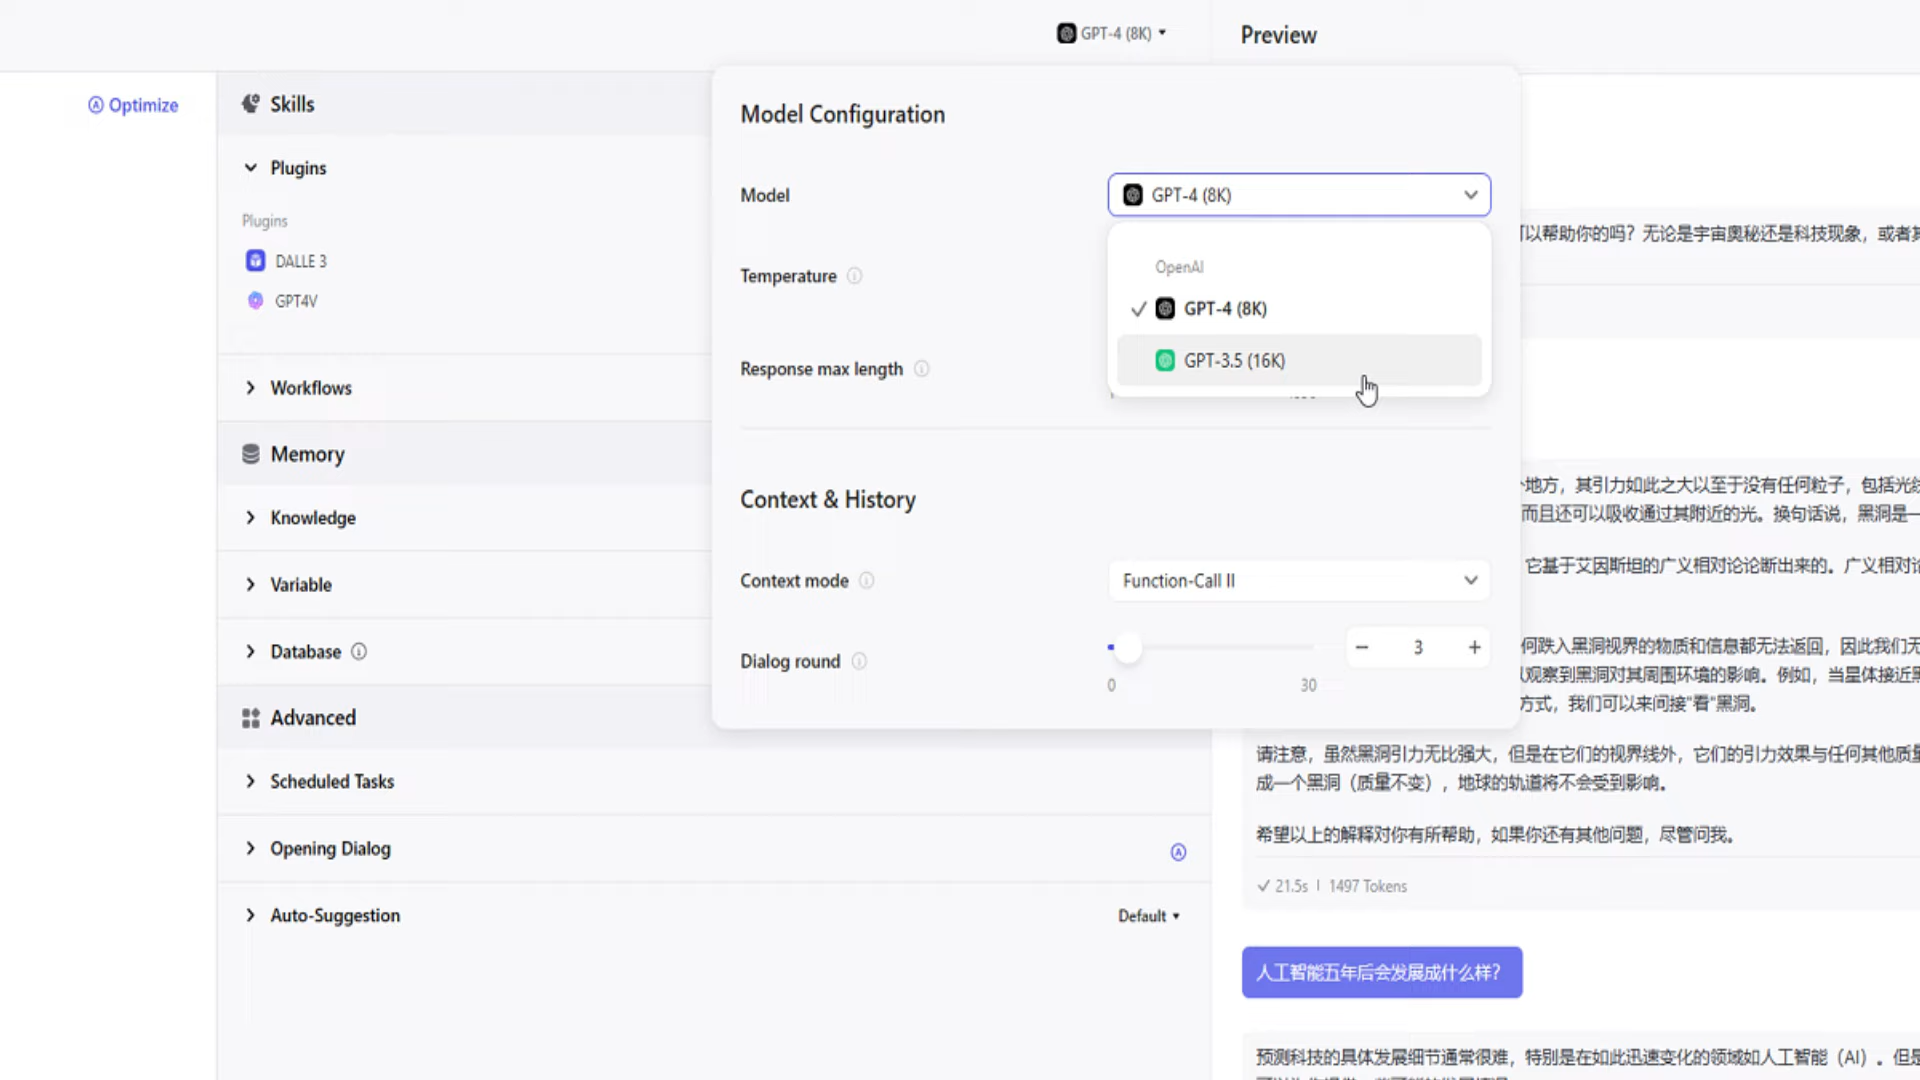 GPT-4 (8K)
Preview
Optimize
Skills
Plugins
Plugins
DALLE 3
GPT4V
Workflows
Memory
Knowledge
Variable
Database
Advanced
Scheduled Tasks
Opening Dialog
Auto-Suggestion
Default
Model Configuration
Model
GPT-4 (8K)
OpenAI
GPT-4 (8K)
GPT-3.5 (16K)
Temperature
Response max length
Context & History
Context mode
Function-Call II
Dialog round
3
0
30
可以帮助你的吗？无论是宇宙奥秘还是科技现象，或者
地方，其引力如此之大以至于没有任何粒子，包括光
而且还可以吸收通过其附近的光。换句话说，黑洞是一
它基于艾因斯坦的广义相对论论断出来的。广义相对
何跌入黑洞视界的物质和信息都无法返回，因此我们无
观察到黑洞对其周围环境的影响。例如，当星体接近黑
方式，我们可以来问接"看"黑洞。
请注意，虽然黑洞引力无比强大，但是在它们的视界线外，它们的引力效果与任何其他质量
成一个黑洞（质量不变），地球的轨道将不会受到影响。
希望以上的解释对你有所帮助，如果你还有其他问题，尽管问我。
21.5s | 1497 Tokens
人工智能五年后会发展成什么样？
预测科技的具体发展细节通常很难，特别是在如此迅速变化的领域如人工智能（AI）。但是